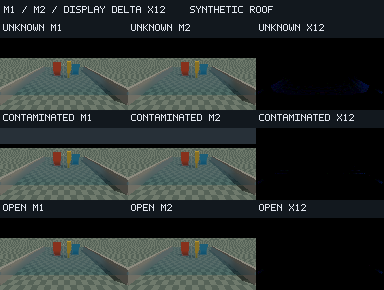 M1 / M2 / DISPLAY DELTA X12 SYNTHETIC ROOF
UNKNOWN M1 UNKNOWN M2 UNKNOWN X12
CONTAMINATED M1 CONTAMINATED M2 CONTAMINATED X12
OPEN M1 OPEN M2 OPEN X12